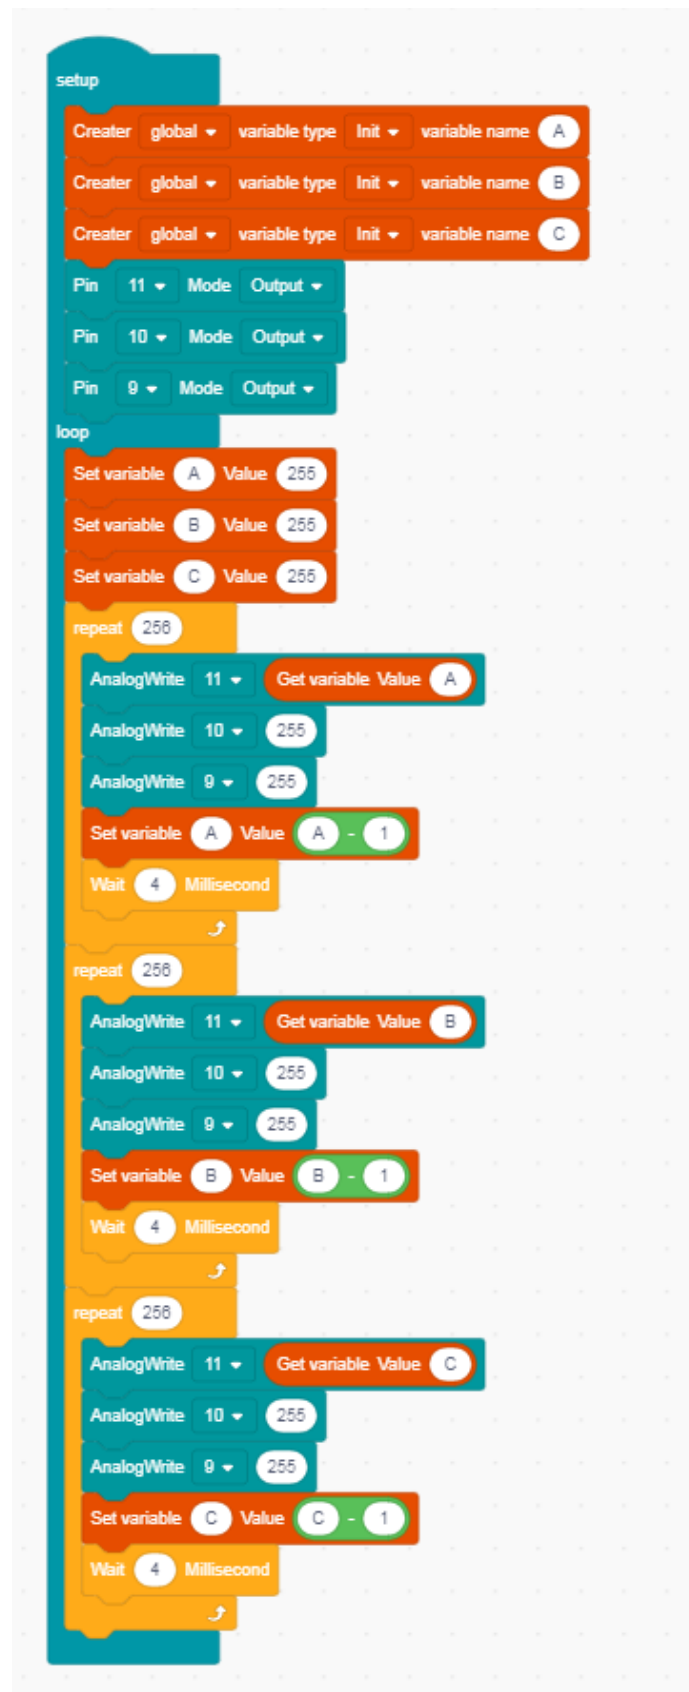 setup
Creater global variable type Init variable name A
Creater global variable type Init variable name B
Creater global variable type Init variable name C
Pin 11 Mode Output
Pin 10 Mode Output
Pin 9 Mode Output
loop
Set variable A Value 255
Set variable B Value 255
Set variable C Value 255
repeat 256
AnalogWrite 11 Get variable Value A
AnalogWrite 10 255
AnalogWrite 9 255
Set variable A Value A - 1
Wait 4 Millisecond
repeat 256
AnalogWrite 11 Get variable Value B
AnalogWrite 10 255
AnalogWrite 9 255
Set variable B Value B - 1
Wait 4 Millisecond
repeat 256
AnalogWrite 11 Get variable Value C
AnalogWrite 10 255
AnalogWrite 9 255
Set variable C Value C - 1
Wait 4 Millisecond